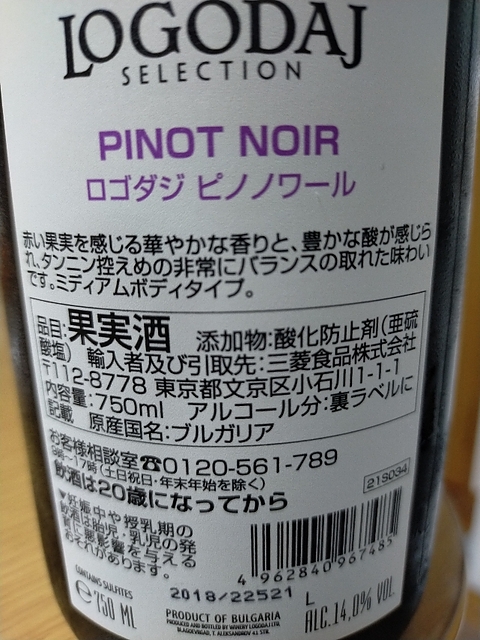 LOGODAJ
SELECTION
PINOT NOIR
ロゴダジ ピノノワール
赤い果実を感じる華やかな香りと、豊かな酸が感じら
れ、タンニン控えめの非常にバランスの取れた味わい
です。ミディアムボディタイプ。
品目:果実酒 添加物:酸化防止剤(亜硫
酸塩) 輸入者及び引取先:三菱食品株式会社
〒112-8778 東京都文京区小石川1-1-1
内容量:750ml アルコール分:裏ラベルに
記載 原産国名:ブルガリア
お客様相談室☎0120-561-789
9時~17時(土日祝日・年末年始を除く)
飲酒は20歳になってから
21S034
▼妊娠中や授乳期の
飲酒は胎児・乳児の発
育に悪影響を与える
おそれがあります。
4 962840 967485
CONTAINS SULFITES
℮750 ML
2018/22521 L
ALC.14,0% VOL
PRODUCT OF BULGARIA
PRODUCED AND BOTTLED BY WINERY LOGODAJ LTD.
BLAGOEVGRAD, T. ALEKSANDROV 43 STR.